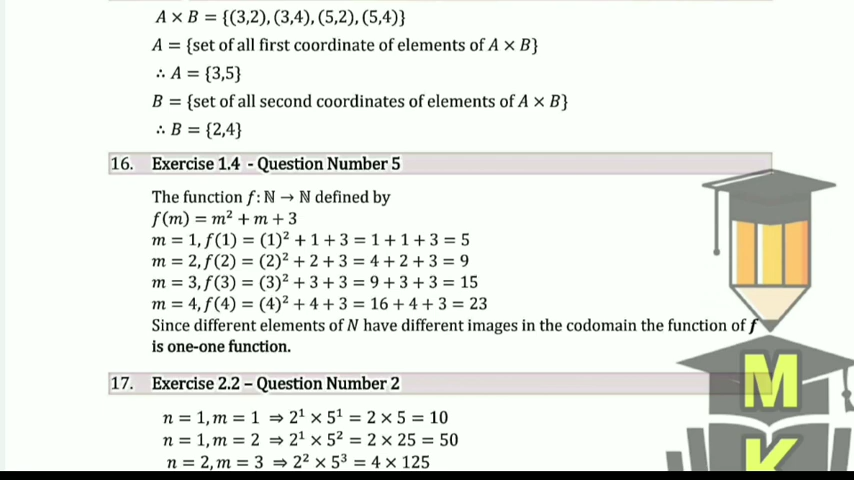 A × B = {(3,2), (3,4), (5,2), (5,4)}
A = {set of all first coordinate of elements of A × B}
∴ A = {3,5}
B = {set of all second coordinates of elements of A × B}
∴ B = {2,4}
16. Exercise 1.4 - Question Number 5
The function f: ℕ → ℕ defined by
f(m) = m² + m + 3
m = 1, f(1) = (1)² + 1 + 3 = 1 + 1 + 3 = 5
m = 2, f(2) = (2)² + 2 + 3 = 4 + 2 + 3 = 9
m = 3, f(3) = (3)² + 3 + 3 = 9 + 3 + 3 = 15
m = 4, f(4) = (4)² + 4 + 3 = 16 + 4 + 3 = 23
Since different elements of N have different images in the codomain the function of f
is one-one function.
17. Exercise 2.2 – Question Number 2
n = 1, m = 1 ⇒ 2¹ × 5¹ = 2 × 5 = 10
n = 1, m = 2 ⇒ 2¹ × 5² = 2 × 25 = 50
n = 2, m = 3 ⇒ 2² × 5³ = 4 × 125
M
K